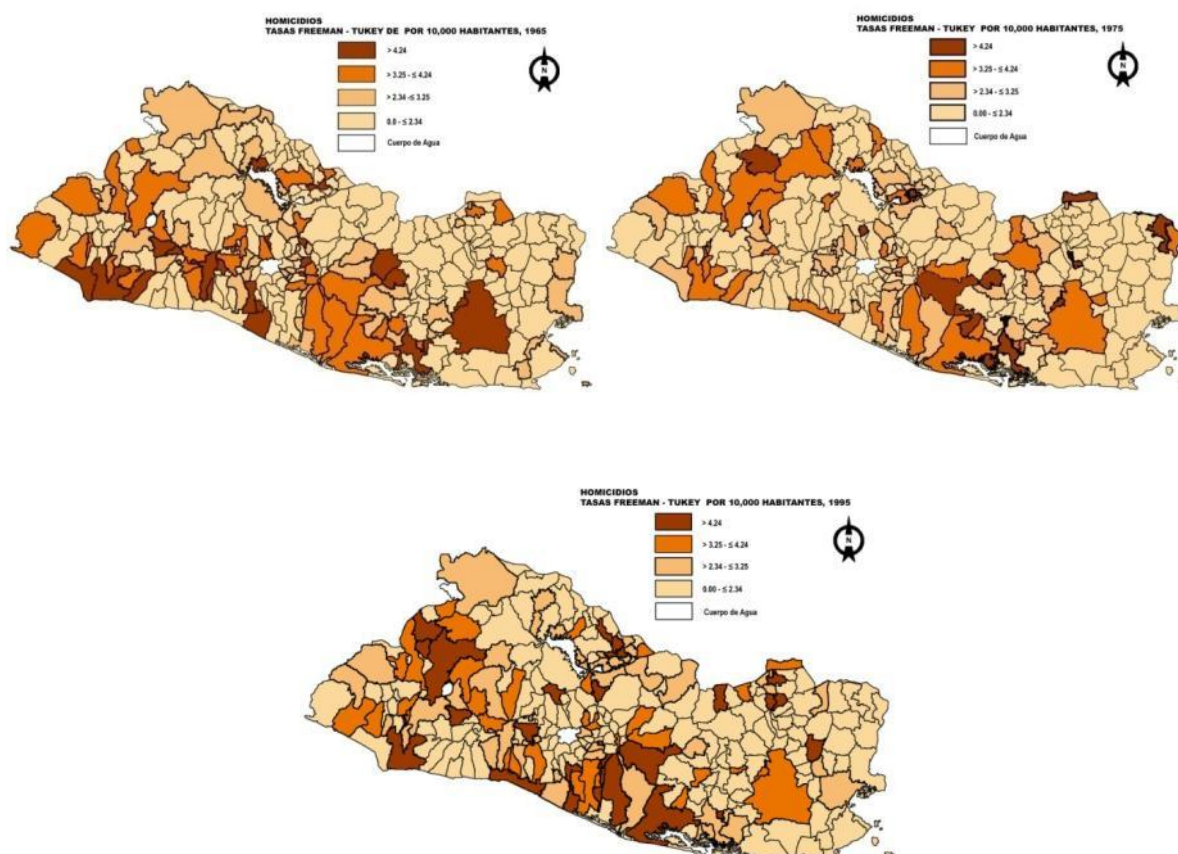 HOMICIDIOS
TASAS FREEMAN - TUKEY DE POR 10,000 HABITANTES, 1965
> 4.24
> 3.25 - ≤ 4.24
> 2.34 - ≤ 3.25
0.0 - ≤ 2.34
Cuerpo de Agua
N
HOMICIDIOS
TASAS FREEMAN - TUKEY POR 10,000 HABITANTES, 1975
> 4.24
> 3.25 - ≤ 4.24
> 2.34 - ≤ 3.25
0.00 - ≤ 2.34
Cuerpo de Agua
N
HOMICIDIOS
TASAS FREEMAN - TUKEY POR 10,000 HABITANTES, 1995
> 4.24
> 3.25 - ≤ 4.24
> 2.34 - ≤ 3.25
0.00 - ≤ 2.34
Cuerpo de Agua
N